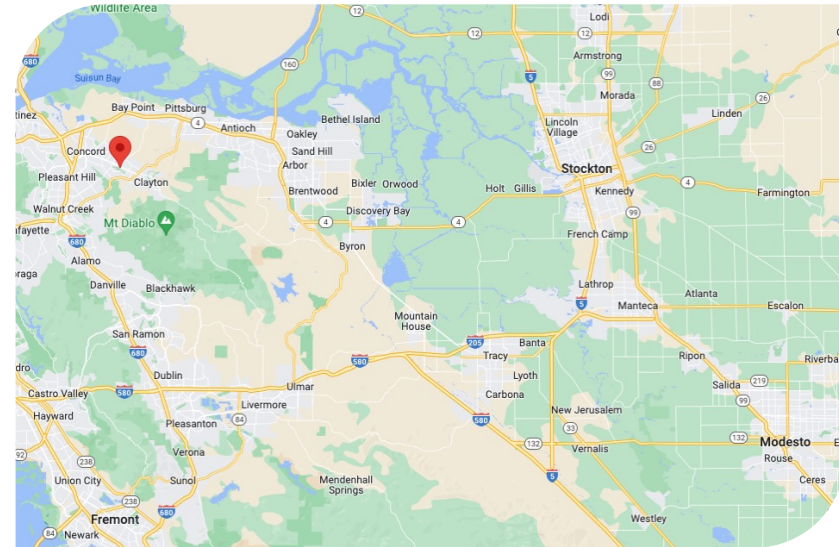 Wildlife Area
12
Lodi
12
12
Armstrong
680
160
5
99
88
Suisun Bay
Morada
26
Bay Point
Pittsburg
Linden
tinez
4
Antioch
Bethel Island
Lincoln
Village
Oakley
Concord
Sand Hill
26
Arbor
Stockton
Pleasant Hill
Clayton
Brentwood
Bixler
Orwood
Holt
Gillis
Kennedy
4
Farmington
Walnut Creek
Discovery Bay
99
Mt Diablo
4
4
afayette
680
Byron
French Camp
Alamo
raga
Danville
Blackhawk
Lathrop
Atlanta
5
Manteca
Escalon
Mountain
House
San Ramon
205
Banta
680
580
Tracy
Ripon
Riverba
dro
Dublin
Lyoth
Salida
219
Castro Valley
580
Ulmar
Carbona
99
Livermore
Hayward
84
580
New Jerusalem
Pleasanton
33
132
132
Modesto
92
Verona
Vernalis
Rouse
238
5
Union City
Sunol
Mendenhall
Springs
Ceres
238
680
Fremont
Westley
84
Newark